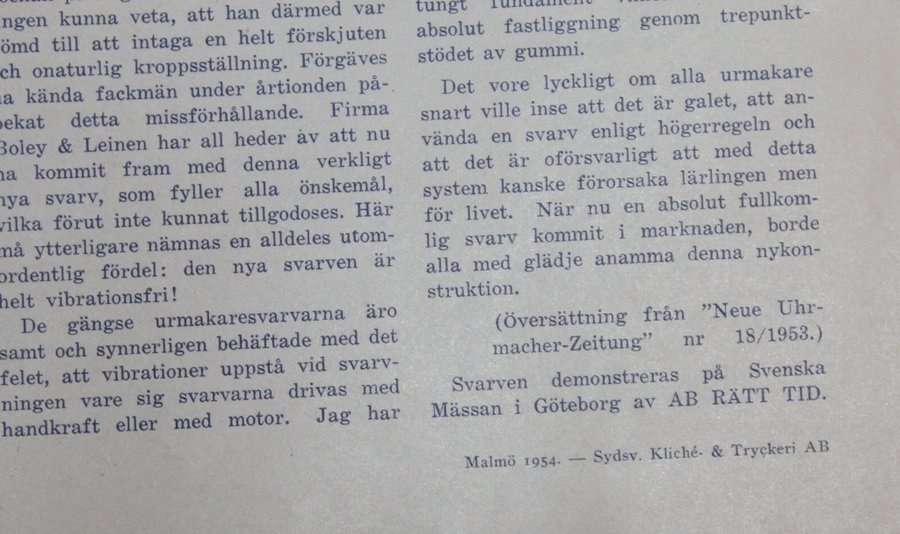 ingen kunna veta, att han därmed var
dömd till att intaga en helt förskjuten
och onaturlig kroppsställning. Förgäves
ha kända fackmän under årtionden på-
pekat detta missförhållande. Firma
Boley & Leinen har all heder av att nu
ha kommit fram med denna verkligt
nya svarv, som fyller alla önskemål,
vilka förut inte kunnat tillgodoses. Här
må ytterligare nämnas en alldeles utom-
ordentlig fördel: den nya svarven är
helt vibrationsfri!
De gängse urmakaresvarvarna äro
samt och synnerligen behäftade med det
felet, att vibrationer uppstå vid svarv-
ningen vare sig svarvarna drivas med
handkraft eller med motor. Jag har
tungt fundament
absolut fastliggning genom trepunkt-
stödet av gummi.
Det vore lyckligt om alla urmakare
snart ville inse att det är galet, att an-
vända en svarv enligt högerregeln och
att det är oförsvarligt att med detta
system kanske förorsaka lärlingen men
för livet. När nu en absolut fullkom-
lig svarv kommit i marknaden, borde
alla med glädje anamma denna nykon-
struktion.
(Översättning från "Neue Uhr-
macher-Zeitung" nr 18/1953.)
Svarven demonstreras på Svenska
Mässan i Göteborg av AB RÄTT TID.
Malmö 1954. — Sydsv. Kliché- & Tryckeri AB